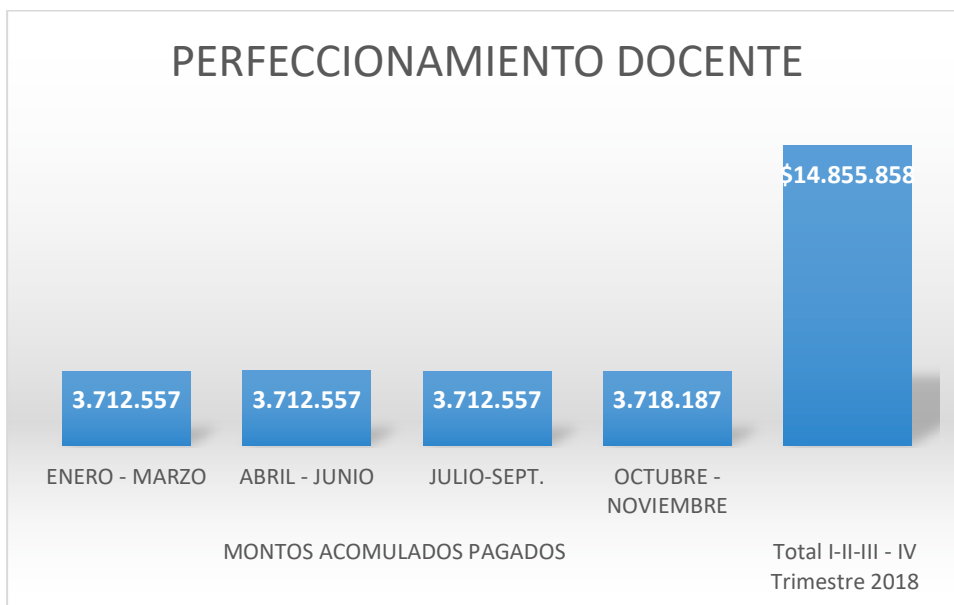 PERFECCIONAMIENTO DOCENTE
$14.855.858
3.712.557
3.712.557
3.712.557
3.718.187
ENERO - MARZO
ABRIL - JUNIO
JULIO-SEPT.
OCTUBRE -
NOVIEMBRE
MONTOS ACOMULADOS PAGADOS
Total I-II-III - IV
Trimestre 2018